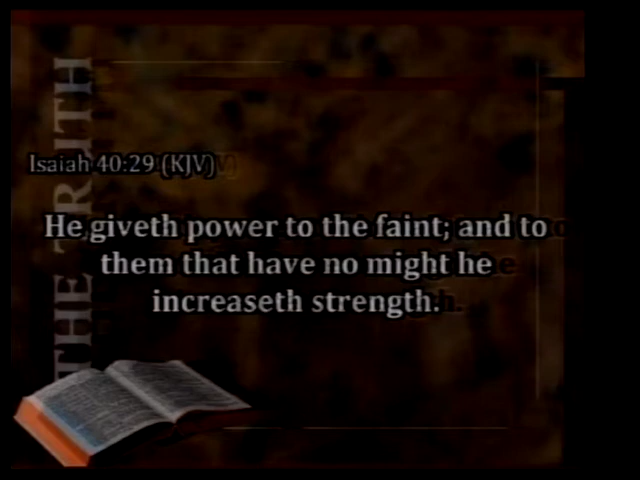 THE TRUTH
Isaiah 40:29 (KJV)
He giveth power to the faint; and to
them that have no might he
increaseth strength.